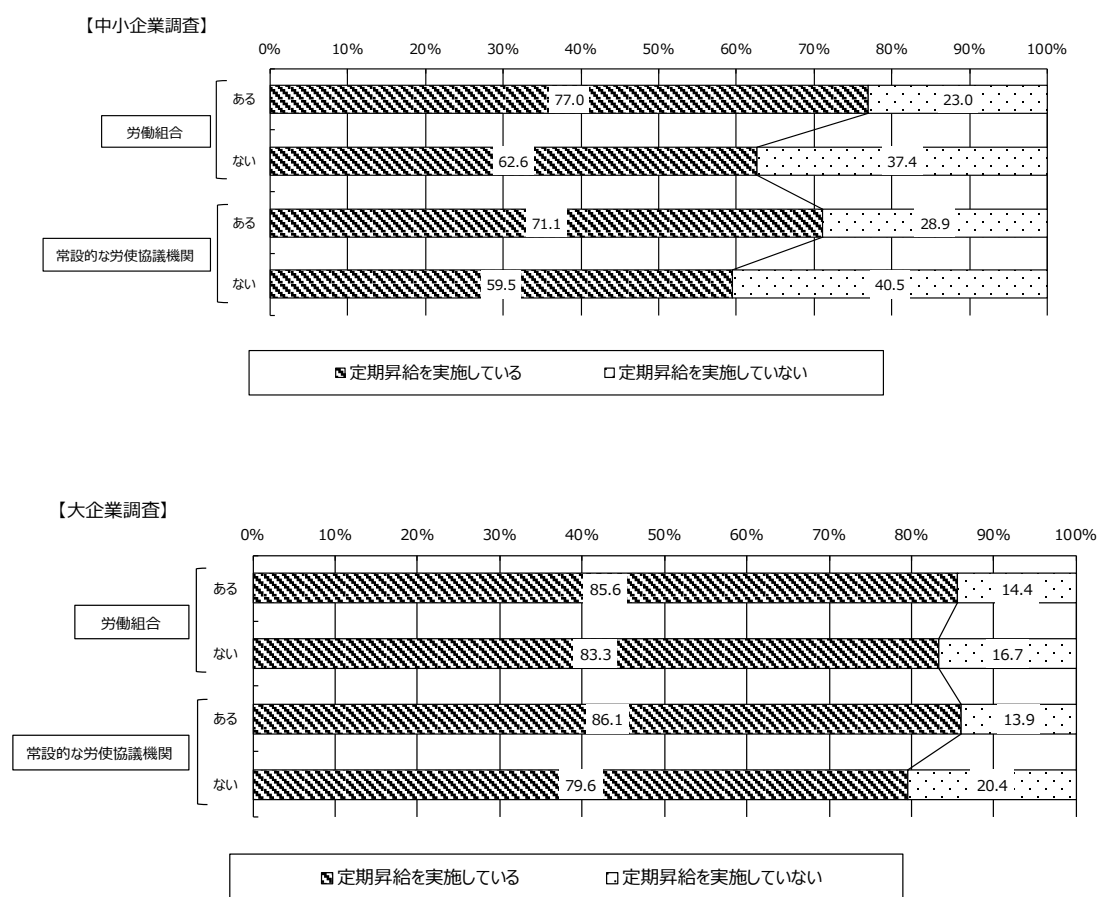 【中小企業調査】
0% 10% 20% 30% 40% 50% 60% 70% 80% 90% 100%
ある 77.0 23.0
労働組合
ない 62.6 37.4
ある 71.1 28.9
常設的な労使協議機関
ない 59.5 40.5
定期昇給を実施している 定期昇給を実施していない
【大企業調査】
0% 10% 20% 30% 40% 50% 60% 70% 80% 90% 100%
ある 85.6 14.4
労働組合
ない 83.3 16.7
ある 86.1 13.9
常設的な労使協議機関
ない 79.6 20.4
定期昇給を実施している 定期昇給を実施していない